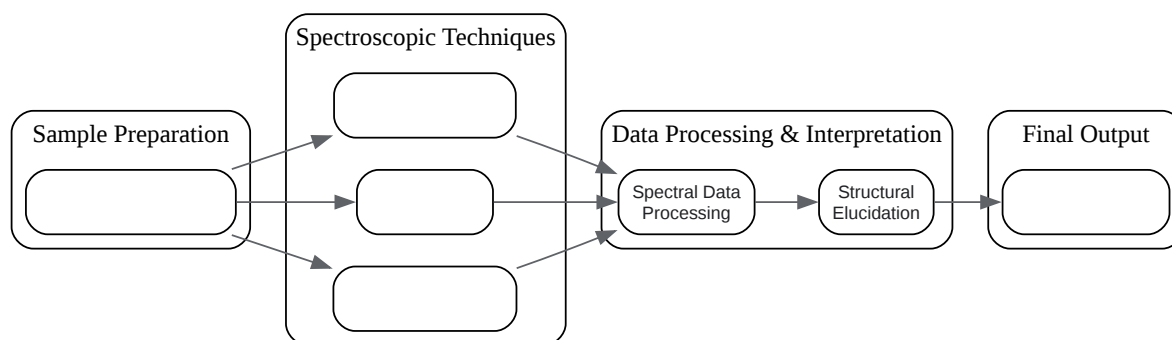 Spectroscopic Techniques
Sample Preparation
Data Processing & Interpretation
Spectral Data
Processing
Structural
Elucidation
Final Output